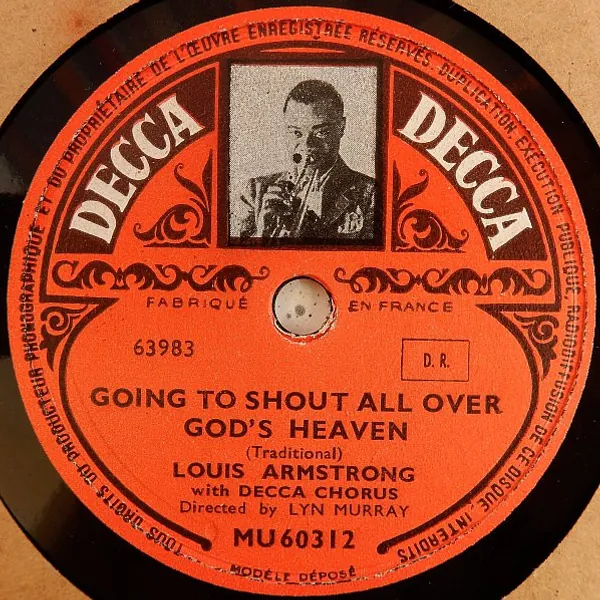 TOUS DROITS DU PRODUCTEUR PHONOGRAPHIQUE ET DU PROPRIÉTAIRE DE L'ŒUVRE ENREGISTRÉE RÉSERVÉS. DUPLICATION, EXÉCUTION PUBLIQUE, RADIODIFFUSION DE CE DISQUE, INTERDITS
DECCA DECCA
FABRIQUÉ EN FRANCE
63983
D. R.
GOING TO SHOUT ALL OVER
GOD'S HEAVEN
(Traditional)
LOUIS ARMSTRONG
with DECCA CHORUS
Directed by LYN MURRAY
MU60312
MODÈLE DÉPOSÉ